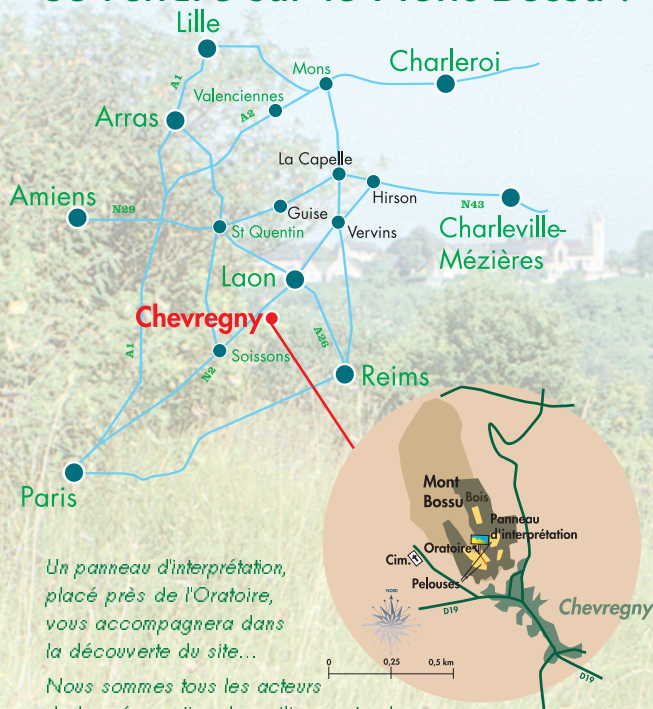 Lille
Mons
Charleroi
A1
Valenciennes
A2
Arras
La Capelle
Hirson
Amiens
N29
Guise
N43
St Quentin
Vervins
Charleville-
Mézières
Laon
Chevregny
A26
A1
Soissons
N2
Reims
Paris
Mont
Bossu
Bois
Panneau
d'interprétation
Oratoire
Cim.
Pelouses
NORD
D19
Chevregny
D19
0 0,25 0,5 km
Un panneau d'interprétation,
placé près de l'Oratoire,
vous accompagnera dans
la découverte du site...
Nous sommes tous les acteurs